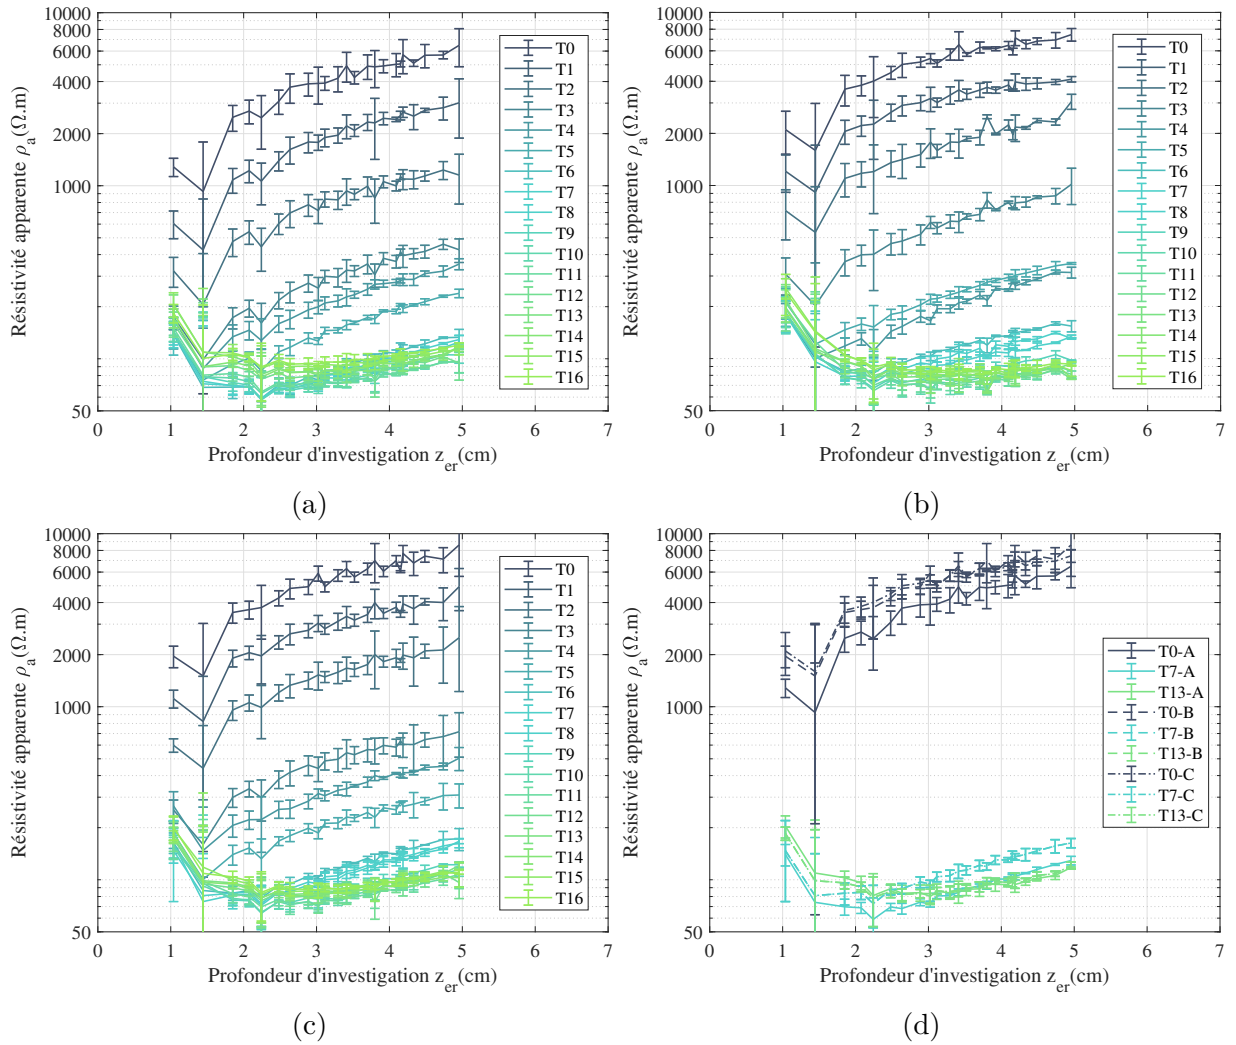 10000
8000
6000
4000
2000
1000
50
0 1 2 3 4 5 6 7
Résistivité apparente ρa(Ω.m)
Profondeur d'investigation zer(cm)
T0
T1
T2
T3
T4
T5
T6
T7
T8
T9
T10
T11
T12
T13
T14
T15
T16
(a)
10000
8000
6000
4000
2000
1000
50
0 1 2 3 4 5 6 7
Résistivité apparente ρa(Ω.m)
Profondeur d'investigation zer(cm)
T0
T1
T2
T3
T4
T5
T6
T7
T8
T9
T10
T11
T12
T13
T14
T15
T16
(b)
10000
8000
6000
4000
2000
1000
50
0 1 2 3 4 5 6 7
Résistivité apparente ρa(Ω.m)
Profondeur d'investigation zer(cm)
T0
T1
T2
T3
T4
T5
T6
T7
T8
T9
T10
T11
T12
T13
T14
T15
T16
(c)
10000
8000
6000
4000
2000
1000
50
0 1 2 3 4 5 6 7
Résistivité apparente ρa(Ω.m)
Profondeur d'investigation zer(cm)
T0-A
T7-A
T13-A
T0-B
T7-B
T13-B
T0-C
T7-C
T13-C
(d)